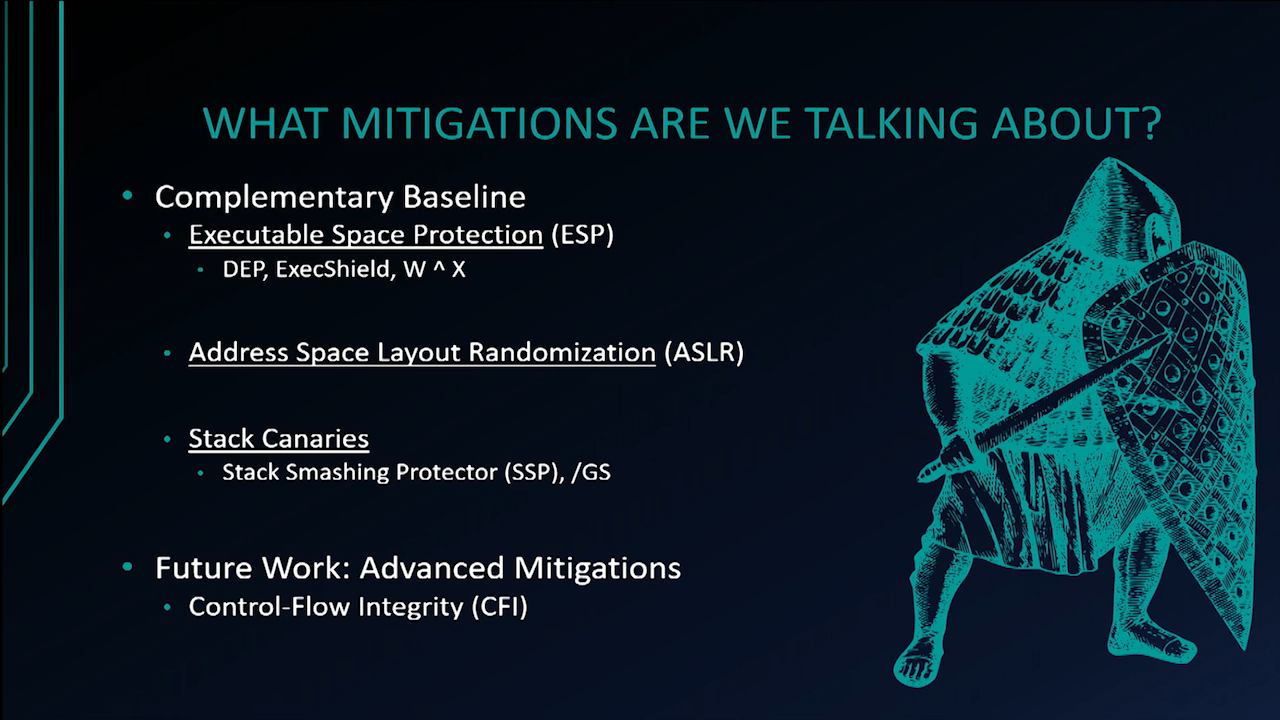 WHAT MITIGATIONS ARE WE TALKING ABOUT?
Complementary Baseline
Executable Space Protection (ESP)
DEP, ExecShield, W ^ X
Address Space Layout Randomization (ASLR)
Stack Canaries
Stack Smashing Protector (SSP), /GS
Future Work: Advanced Mitigations
Control-Flow Integrity (CFI)